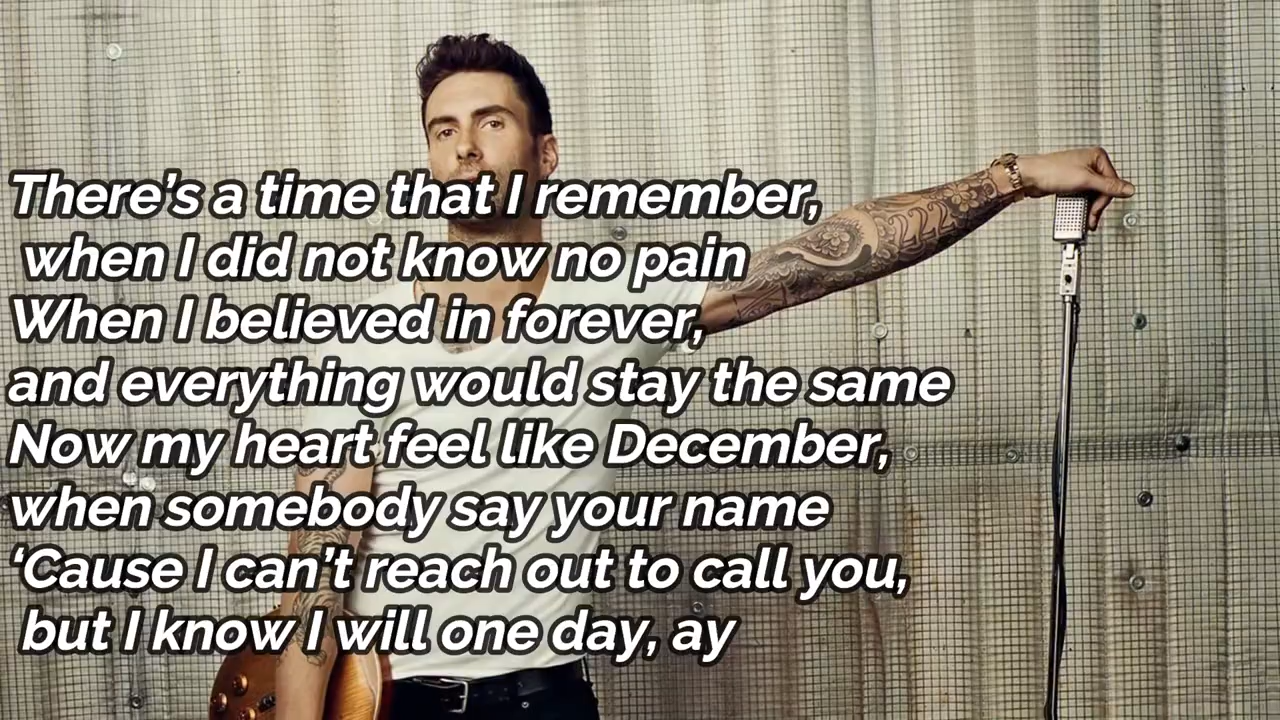 There's a time that I remember,
when I did not know no pain
When I believed in forever,
and everything would stay the same
Now my heart feel like December,
when somebody say your name
‘Cause I can’t reach out to call you,
but I know I will one day, ay
222